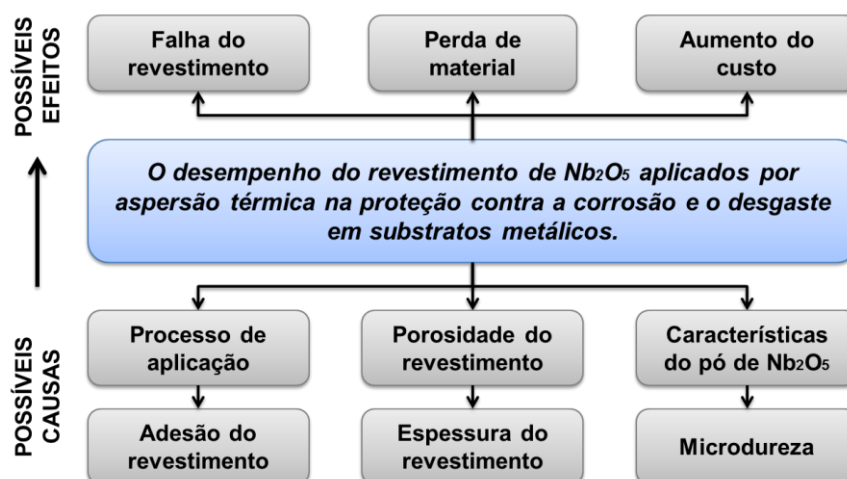 POSSÍVEIS
EFEITOS
Falha do
revestimento
Perda de
material
Aumento do
custo
O desempenho do revestimento de Nb₂O₅ aplicados por
aspersão térmica na proteção contra a corrosão e o desgaste
em substratos metálicos.
POSSÍVEIS
CAUSAS
Processo de
aplicação
Porosidade do
revestimento
Características
do pó de Nb₂O₅
Adesão do
revestimento
Espessura do
revestimento
Microdureza